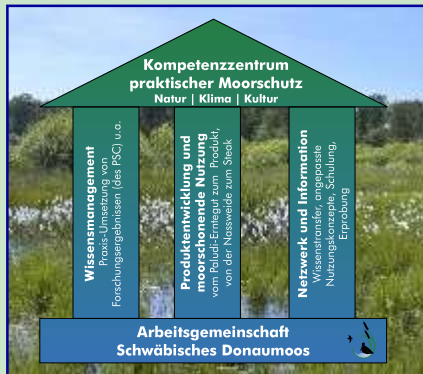 Kompetenzzentrum
praktischer Moorschutz
Natur | Klima | Kultur
Wissensmanagement
Praxis-Umsetzung von
Forschungsergebnissen (des PSC) u.a.
Produktentwicklung und
moorschonende Nutzung
vom Paludi-Erntegut zum Produkt,
von der Nassweide zum Steak
Netzwerk und Information
Wissenstransfer, angepasste
Nutzungskonzepte, Schulung,
Erprobung
Arbeitsgemeinschaft
Schwäbisches Donaumoos